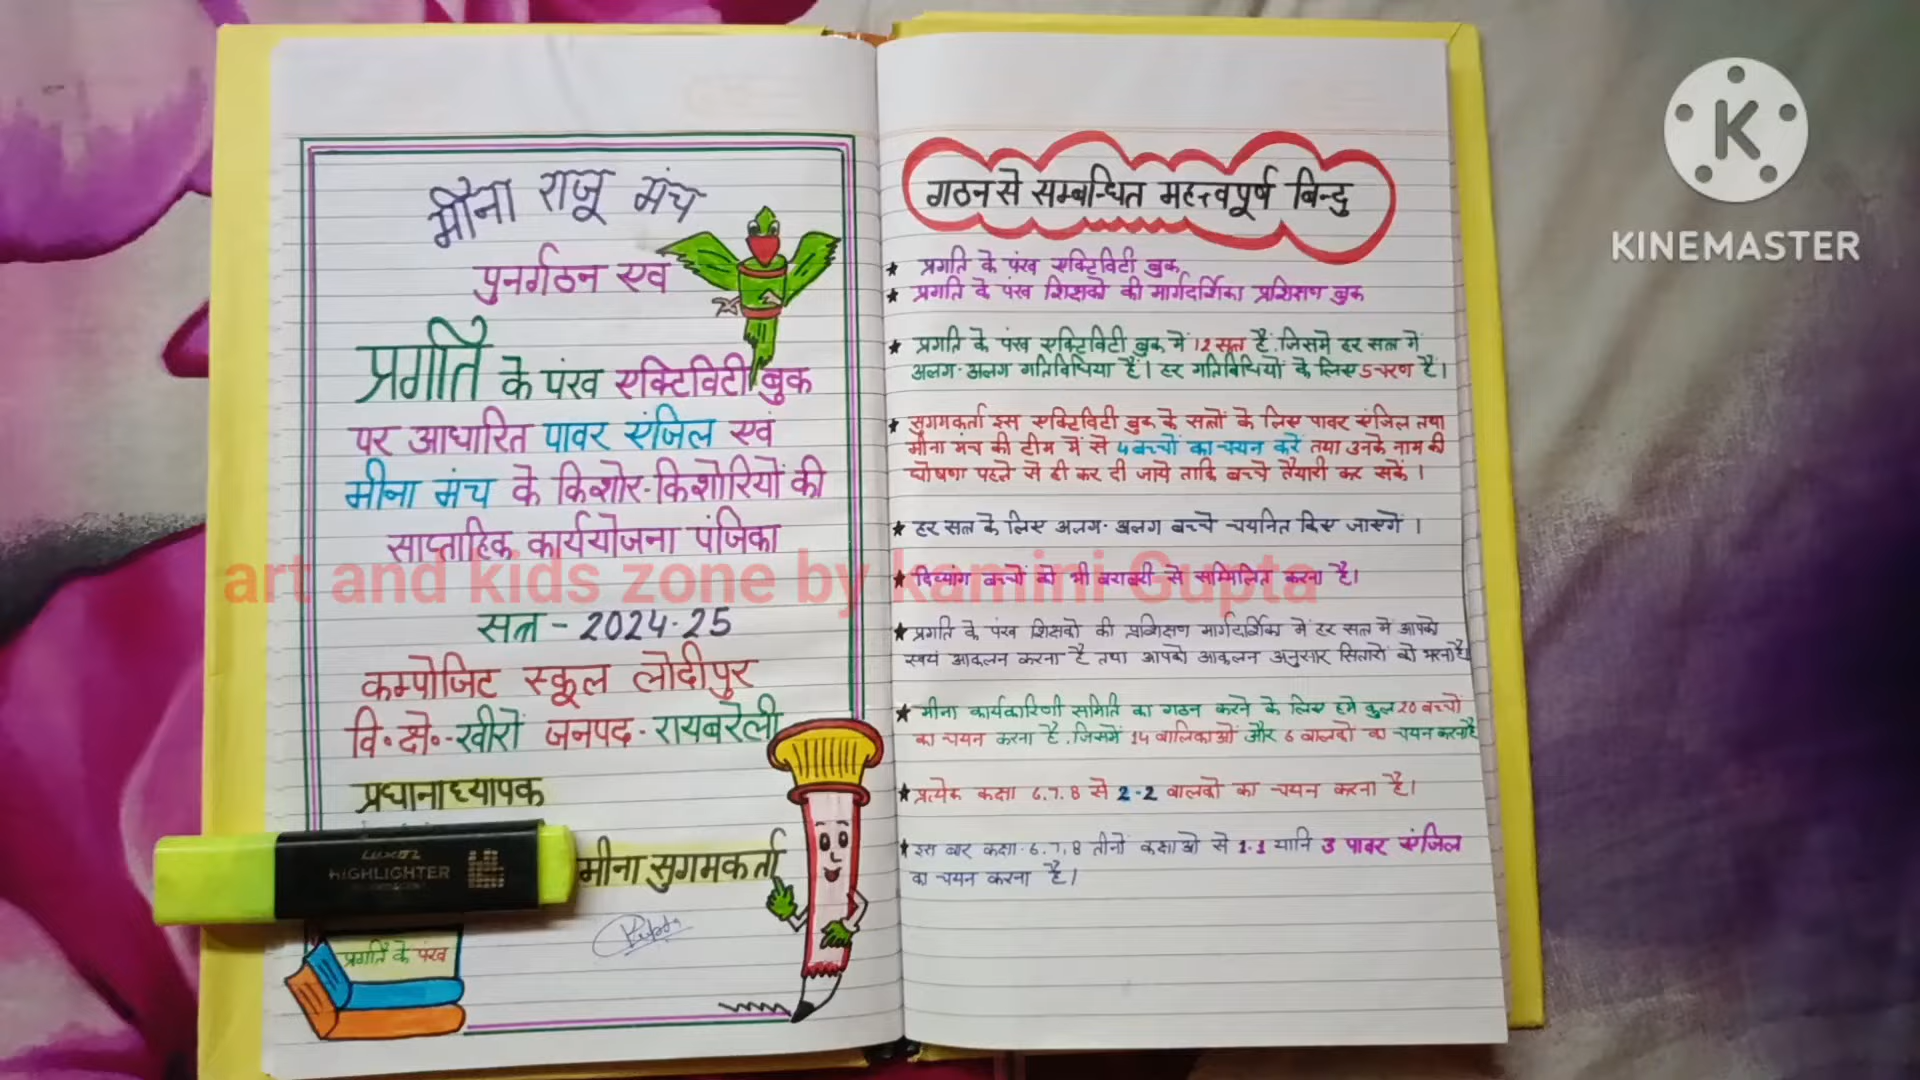 मीना राजू मंच
पुनर्गठन एवं
प्रगति के पंख एक्टिविटी बुक
पर आधारित पावर एंजिल एवं
मीना मंच के किशोर-किशोरियों की
साप्ताहिक कार्ययोजना पंजिका
सत्र - 2024-25
कम्पोजिट स्कूल लोदीपुर
वि.क्षे.-खीरों जनपद-रायबरेली
प्रधानाध्यापक
LUXOR
HIGHLIGHTER
मीना सुगमकर्ता
प्रगति के पंख
गठन से सम्बन्धित महत्त्वपूर्ण बिन्दु
★ प्रगति के पंख एक्टिविटी बुक
★ प्रगति के पंख शिक्षको की मार्गदर्शिका प्रशिक्षण बुक
★ प्रगति के पंख एक्टिविटी बुक में 12 सत्र हैं, जिसमे हर सत्र में
अलग-अलग गतिविधिया हैं। हर गतिविधियों के लिए 5 चरण है।
★ सुगमकर्ता इस एक्टिविटी बुक के सत्रों के लिए पावर एंजिल तथा
मीना मंच की टीम में से 4 बच्चों का चयन करें तथा उनके नाम की
घोषणा पहले से ही कर दी जाये ताकि बच्चे तैयारी कर सकें।
★ हर सत्र के लिए अलग-अलग बच्चे चयनित किए जाएगें।
★ दिव्यांग बच्चों को भी बराबरी से सम्मिलित करना है।
★ प्रगति के पंख शिक्षको की प्रशिक्षण मार्गदर्शिका में हर सत्र में आपको
स्वयं आकलन करना है तथा आपको आकलन अनुसार सितारों को भरना है।
★ मीना कार्यकारिणी समिति का गठन करने के लिए हमे कुल 20 बच्चों
का चयन करना है, जिसमें 14 बालिकाओं और 6 बालकों का चयन करना है
★ प्रत्येक कक्षा 6,7,8 से 2-2 बालकों का चयन करना है।
★ इस बार कक्षा-6,7,8 तीनों कक्षाओ से 1-1 यानि 3 पावर एंजिल
का चयन करना है।
art and kids zone by kamini Gupta
K
KINEMASTER